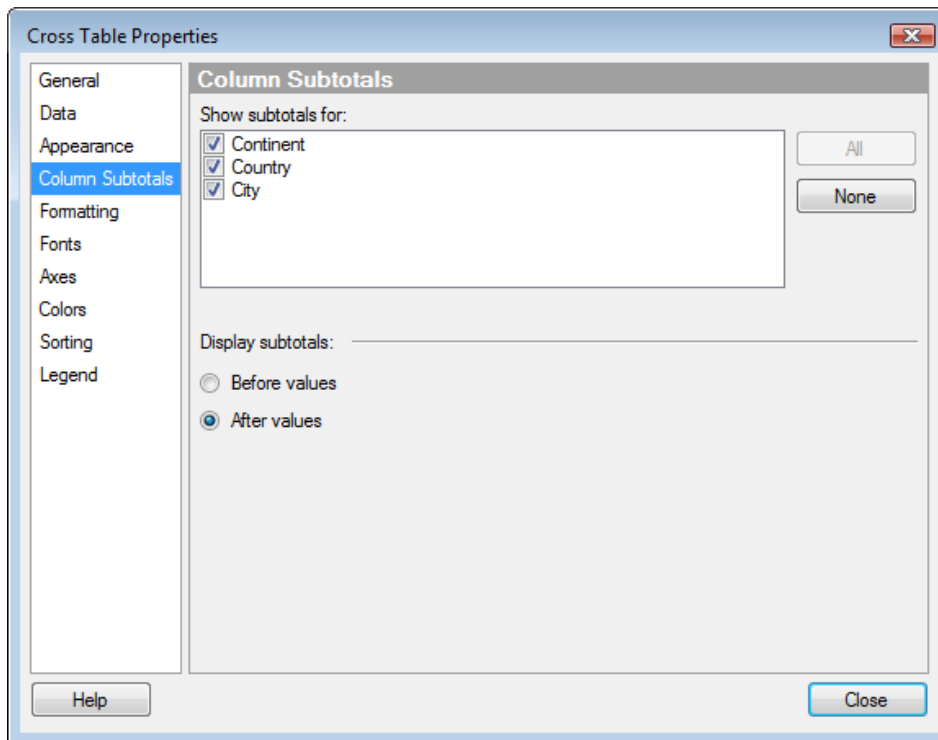 Cross Table Properties
General
Data
Appearance
Column Subtotals
Formatting
Fonts
Axes
Colors
Sorting
Legend
Column Subtotals
Show subtotals for:
Continent
Country
City
All
None
Display subtotals:
Before values
After values
Help
Close